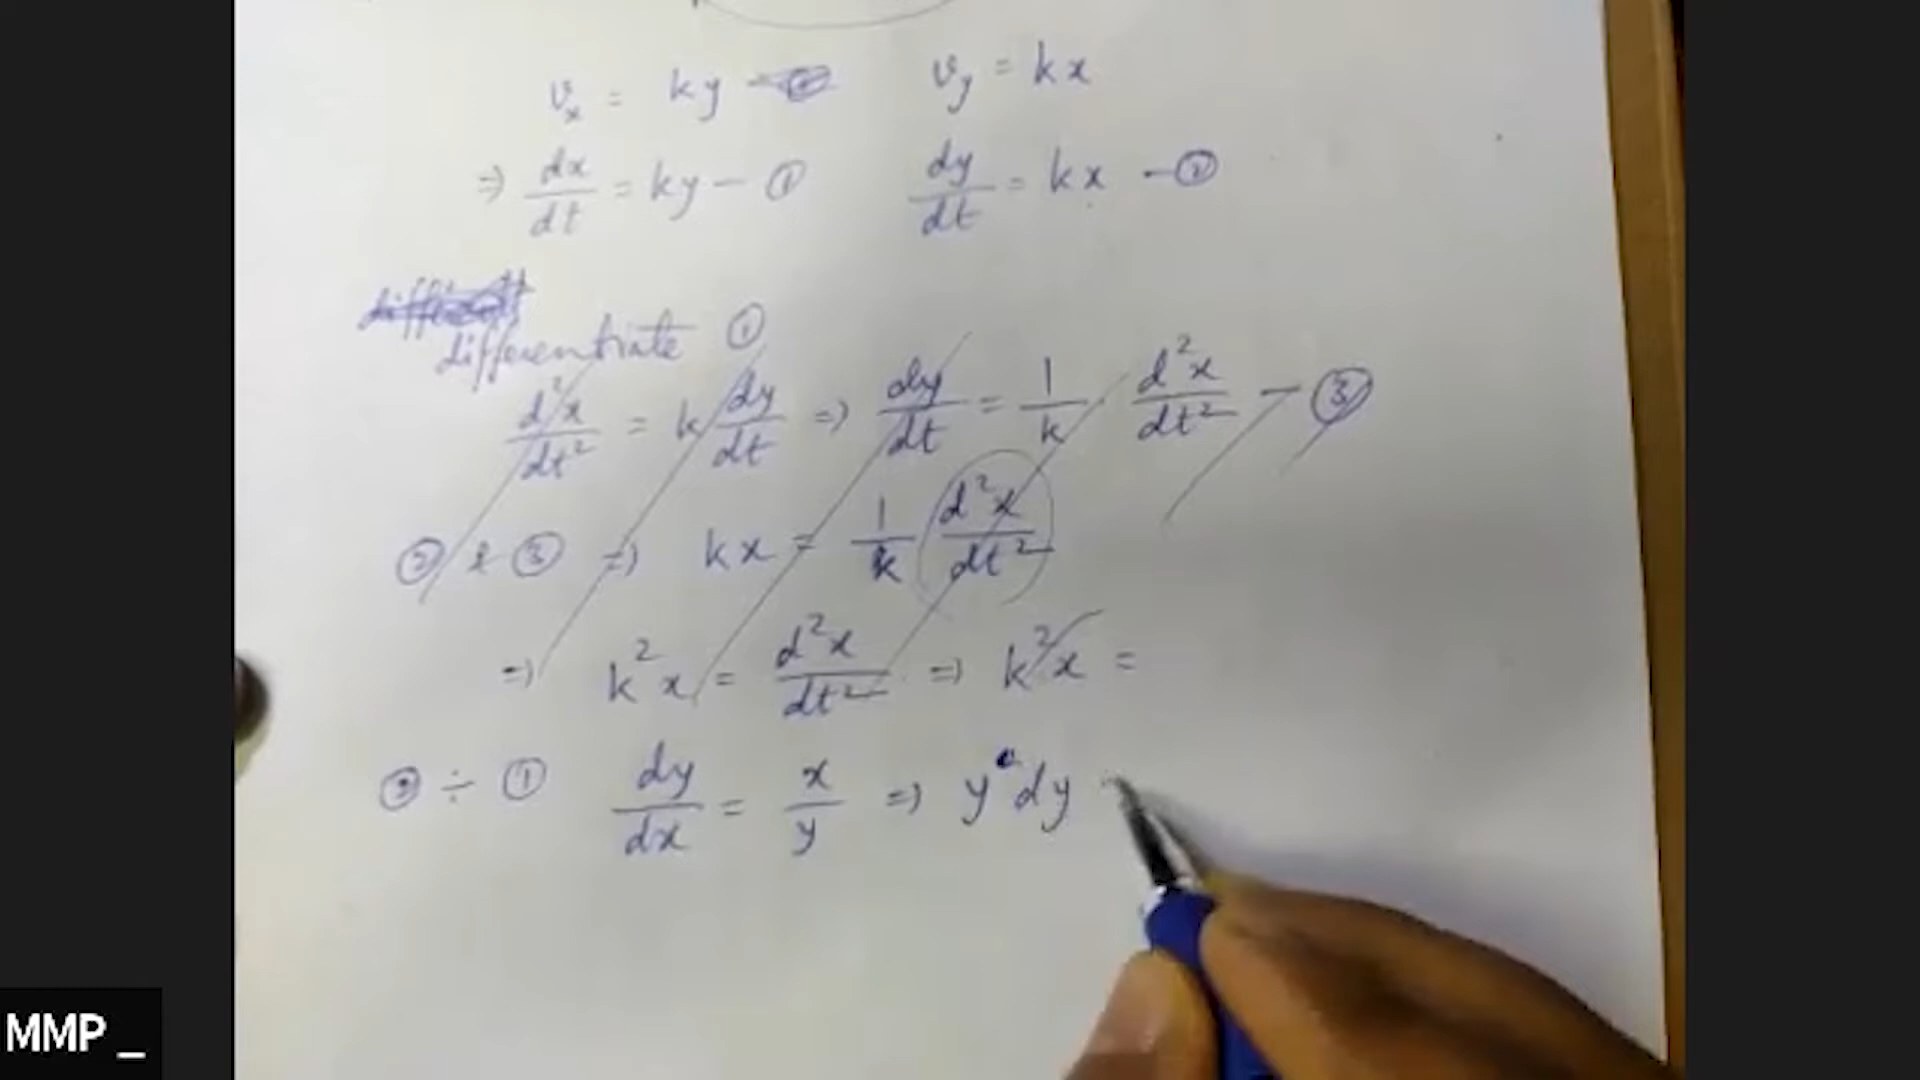 v_x = ky    v_y = kx
⇒ dx/dt = ky — ①    dy/dt = kx — ②
differentiate ①
d²x/dt² = k dy/dt ⇒ dy/dt = 1/k · d²x/dt² — ③
② & ③ ⇒ kx = 1/k d²x/dt²
⇒ k²x = d²x/dt² ⇒ k²x =
② ÷ ① dy/dx = x/y ⇒ y dy
MMP _